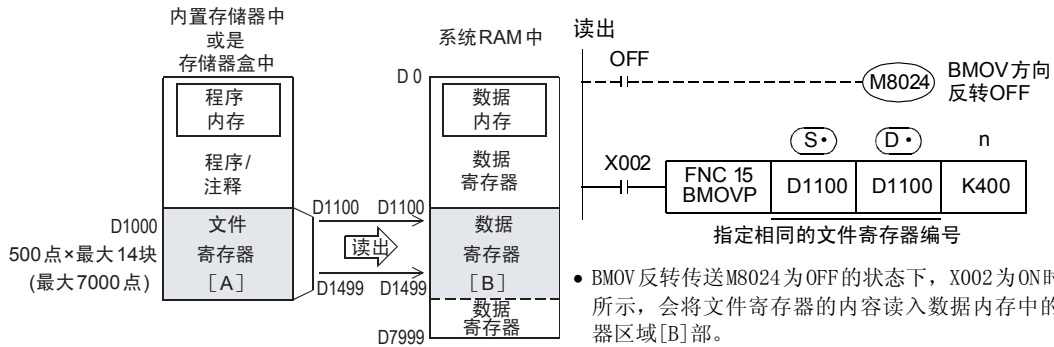 内置存储器中
或是
存储器盒中
程序
内存
程序/
注释
D1000
500点×最大14块
(最大7000点)
文件
寄存器
[A]
D1100 D1100
读出
D1499 D1499
系统RAM中
D 0
数据
内存
数据
寄存器
数据
寄存器
[B]
数据
寄存器
D7999
读出
OFF
M8024
BMOV方向
反转OFF
S• D• n
X002
FNC 15
BMOVP
D1100 D1100 K400
指定相同的文件寄存器编号
• BMOV反转传送M8024为OFF的状态下，X002为ON时
所示，会将文件寄存器的内容读入数据内存中的
器区域[B]部。